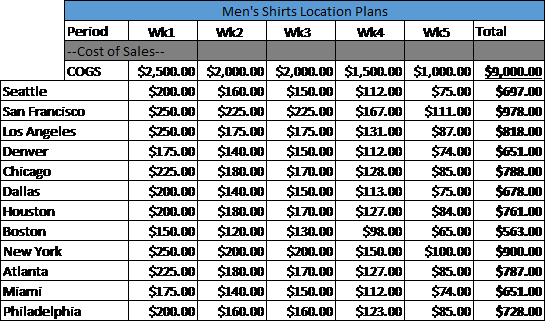 Men's Shirts Location Plans
Period Wk1 Wk2 Wk3 Wk4 Wk5 Total
--Cost of Sales--
COGS $2,500.00 $2,000.00 $2,000.00 $1,500.00 $1,000.00 $9,000.00
Seattle $200.00 $160.00 $150.00 $112.00 $75.00 $697.00
San Francisco $250.00 $225.00 $225.00 $167.00 $111.00 $978.00
Los Angeles $250.00 $175.00 $175.00 $131.00 $87.00 $818.00
Denver $175.00 $140.00 $150.00 $112.00 $74.00 $651.00
Chicago $225.00 $180.00 $170.00 $128.00 $85.00 $788.00
Dallas $200.00 $140.00 $150.00 $113.00 $75.00 $678.00
Houston $200.00 $180.00 $170.00 $127.00 $84.00 $761.00
Boston $150.00 $120.00 $130.00 $98.00 $65.00 $563.00
New York $250.00 $200.00 $200.00 $150.00 $100.00 $900.00
Atlanta $225.00 $180.00 $170.00 $127.00 $85.00 $787.00
Miami $175.00 $140.00 $150.00 $112.00 $74.00 $651.00
Philadelphia $200.00 $160.00 $160.00 $123.00 $85.00 $728.00